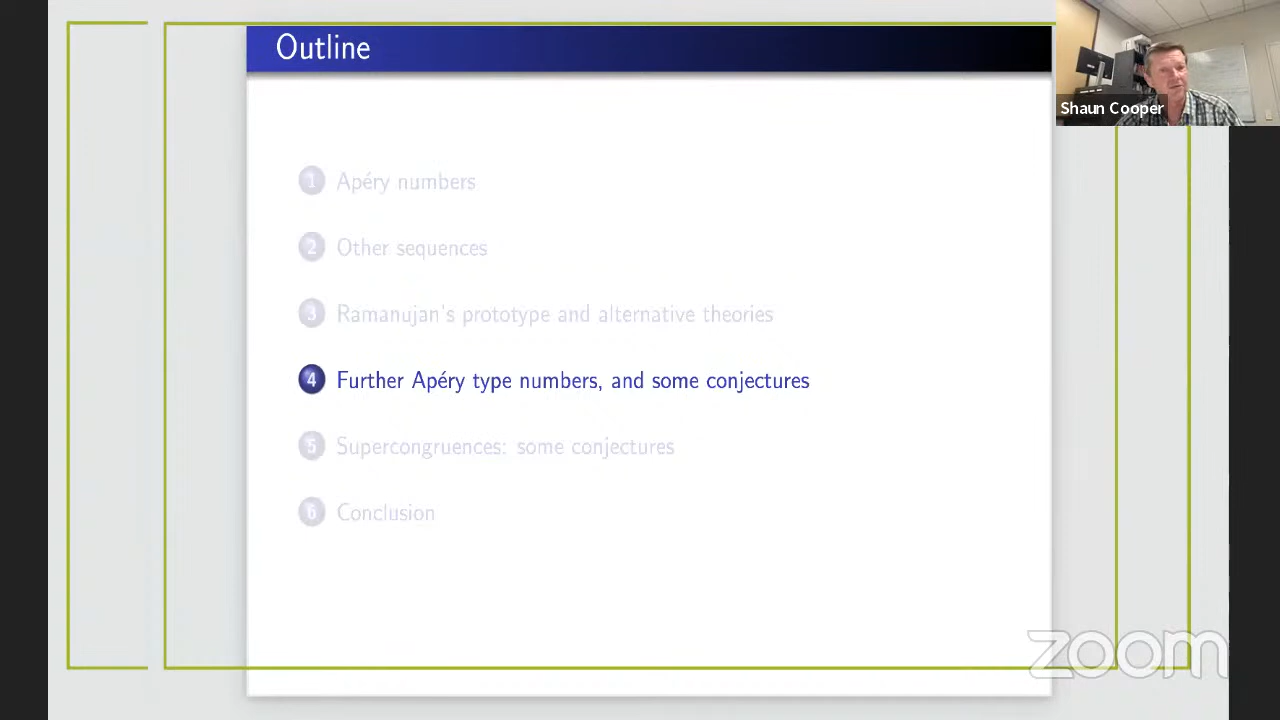 Outline
Shaun Cooper
1 Apéry numbers
2 Other sequences
3 Ramanujan's prototype and alternative theories
4 Further Apéry type numbers, and some conjectures
5 Supercongruences: some conjectures
6 Conclusion
zoom